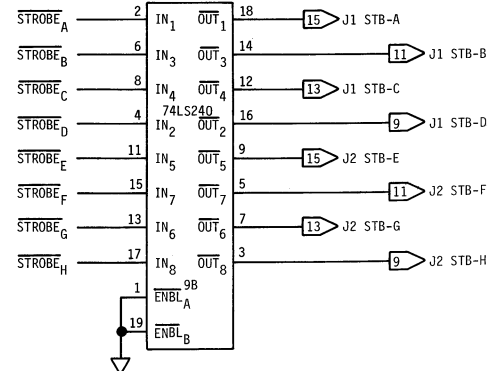 STROBE_A 2 IN_1 OUT_1 18 15 J1 STB-A
STROBE_B 6 IN_3 OUT_3 14 11 J1 STB-B
STROBE_C 8 IN_4 OUT_4 12 13 J1 STB-C
74LS240
STROBE_D 4 IN_2 OUT_2 16 9 J1 STB-D
STROBE_E 11 IN_5 OUT_5 9 15 J2 STB-E
STROBE_F 15 IN_7 OUT_7 5 11 J2 STB-F
STROBE_G 13 IN_6 OUT_6 7 13 J2 STB-G
STROBE_H 17 IN_8 OUT_8 3 9 J2 STB-H
1 ENBL_A 9B
19 ENBL_B